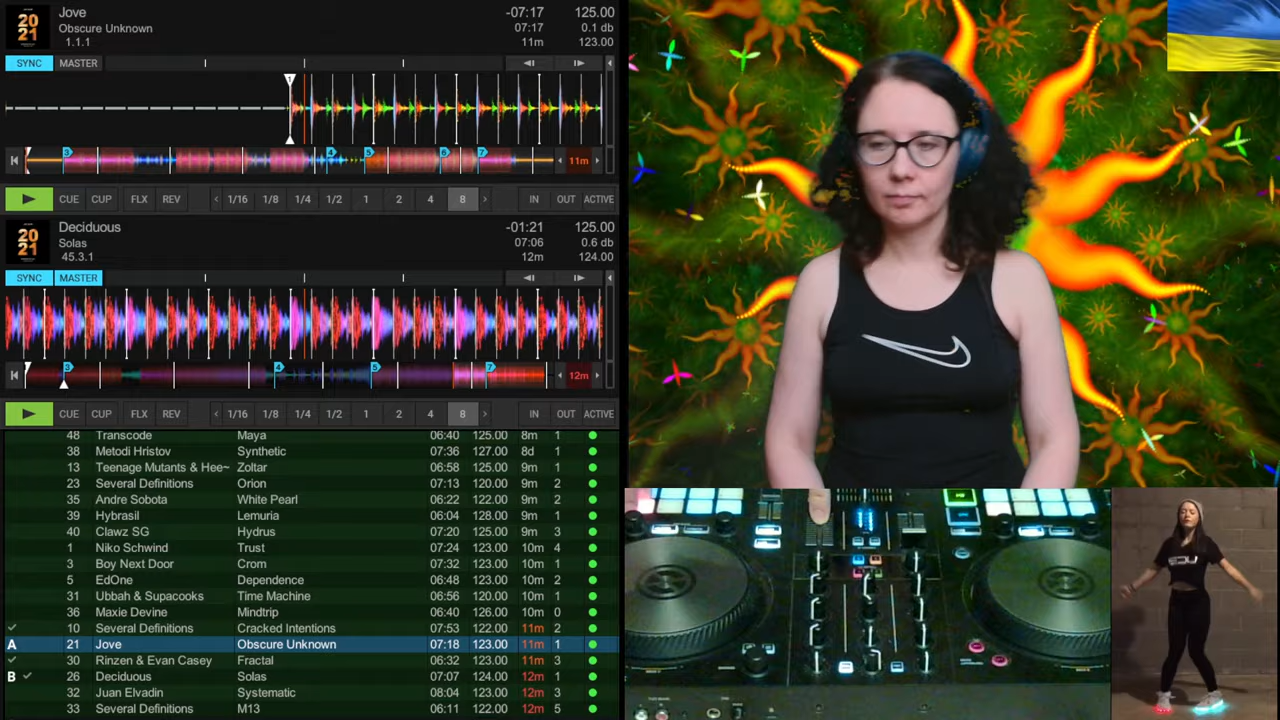 20
21
Jove
-07:17
125.00
Obscure Unknown
07:17
0.1 db
1.1.1
11m
123.00
SYNC
MASTER
1
3
4
5
6
7
11m
CUE
CUP
FLX
REV
1/16
1/8
1/4
1/2
1
2
4
8
IN
OUT
ACTIVE
20
21
Deciduous
-01:21
125.00
Solas
07:06
0.6 db
45.3.1
12m
124.00
SYNC
MASTER
3
4
5
7
12m
CUE
CUP
FLX
REV
1/16
1/8
1/4
1/2
1
2
4
8
IN
OUT
ACTIVE
48 Transcode Maya 06:40 125.00 8m 1
38 Metodi Hristov Synthetic 07:36 127.00 8d 1
13 Teenage Mutants & Hee~ Zoltar 06:58 125.00 9m 1
23 Several Definitions Orion 07:13 120.00 9m 2
35 Andre Sobota White Pearl 06:22 122.00 9m 2
39 Hybrasil Lemuria 06:04 128.00 9m 1
40 Clawz SG Hydrus 07:20 125.00 9m 3
1 Niko Schwind Trust 07:24 123.00 10m 4
3 Boy Next Door Crom 07:32 123.00 10m 1
5 EdOne Dependence 06:48 123.00 10m 2
31 Ubbah & Supacooks Time Machine 06:56 120.00 10m 1
36 Maxie Devine Mindtrip 06:40 126.00 10m 0
10 Several Definitions Cracked Intentions 07:53 122.00 11m 2
A 21 Jove Obscure Unknown 07:18 123.00 11m 1
30 Rinzen & Evan Casey Fractal 06:32 123.00 11m 3
B 26 Deciduous Solas 07:07 124.00 12m 1
32 Juan Elvadin Systematic 08:04 123.00 12m 3
33 Several Definitions M13 06:11 122.00 12m 5